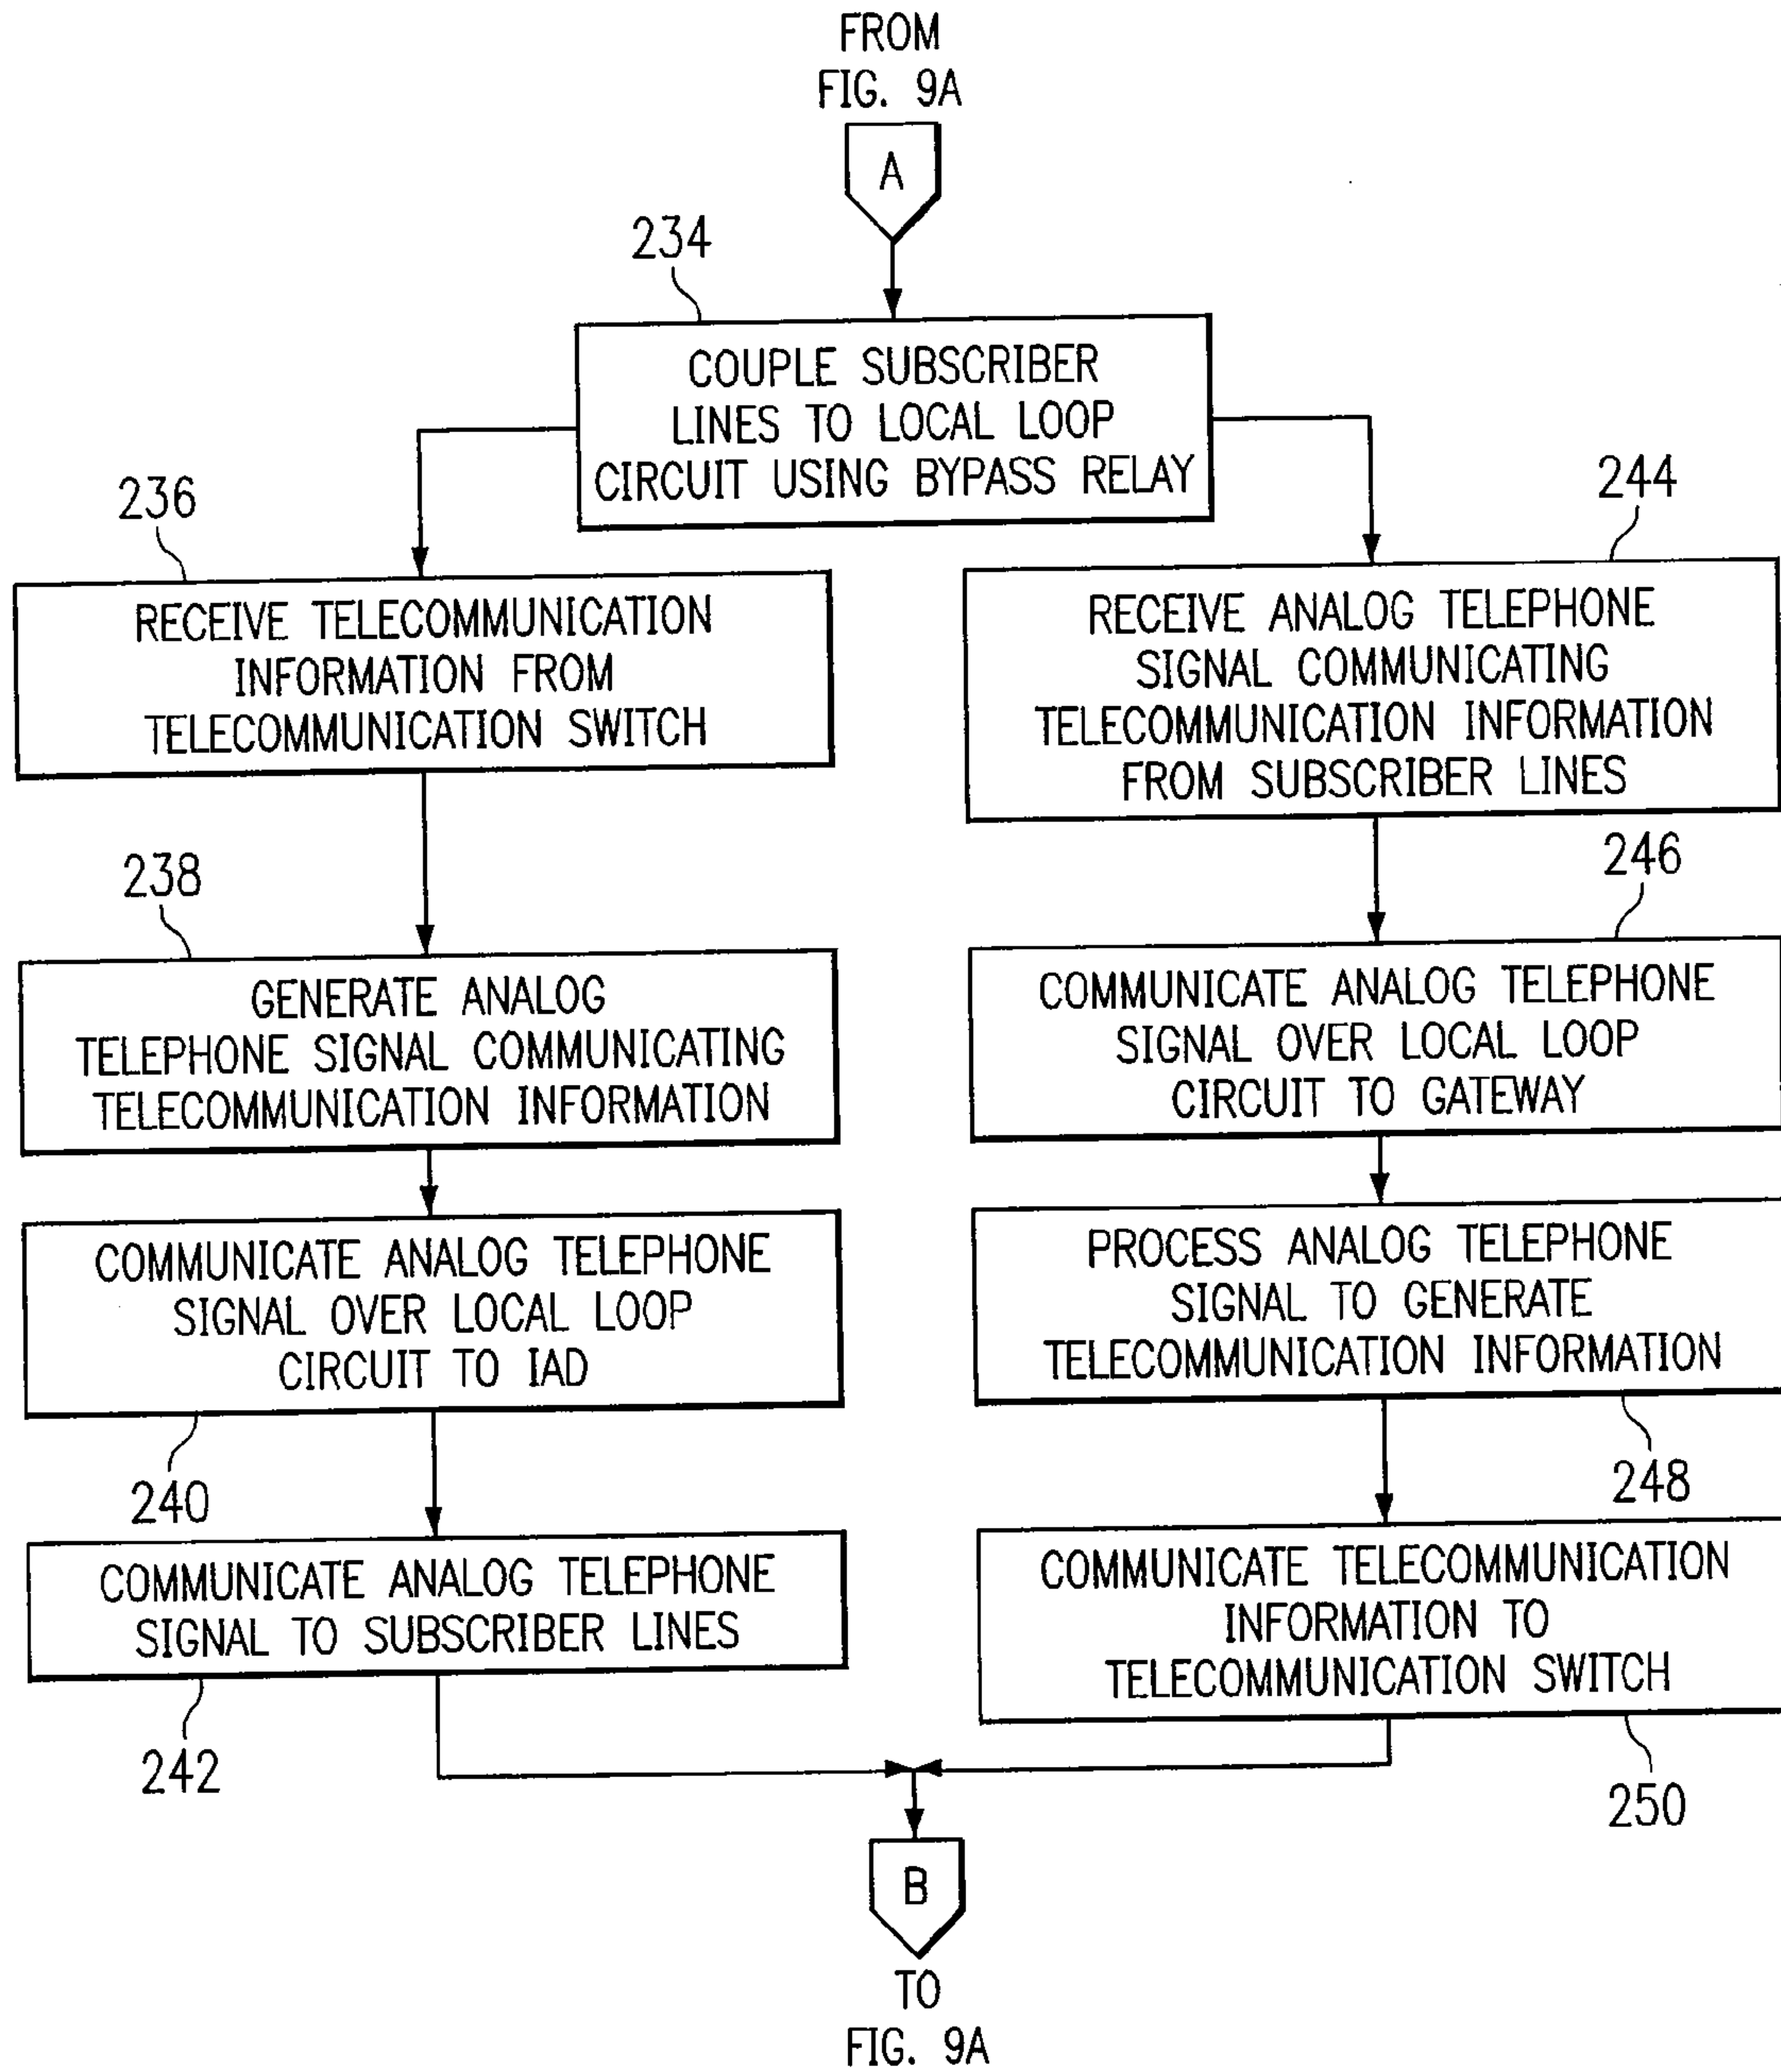 FROM
FIG. 9A
A
234
COUPLE SUBSCRIBER
LINES TO LOCAL LOOP
CIRCUIT USING BYPASS RELAY
236
RECEIVE TELECOMMUNICATION
INFORMATION FROM
TELECOMMUNICATION SWITCH
238
GENERATE ANALOG
TELEPHONE SIGNAL COMMUNICATING
TELECOMMUNICATION INFORMATION
COMMUNICATE ANALOG TELEPHONE
SIGNAL OVER LOCAL LOOP
CIRCUIT TO IAD
240
COMMUNICATE ANALOG TELEPHONE
SIGNAL TO SUBSCRIBER LINES
242
244
RECEIVE ANALOG TELEPHONE
SIGNAL COMMUNICATING
TELECOMMUNICATION INFORMATION
FROM SUBSCRIBER LINES
246
COMMUNICATE ANALOG TELEPHONE
SIGNAL OVER LOCAL LOOP
CIRCUIT TO GATEWAY
PROCESS ANALOG TELEPHONE
SIGNAL TO GENERATE
TELECOMMUNICATION INFORMATION
248
COMMUNICATE TELECOMMUNICATION
INFORMATION TO
TELECOMMUNICATION SWITCH
250
B
TO
FIG. 9A